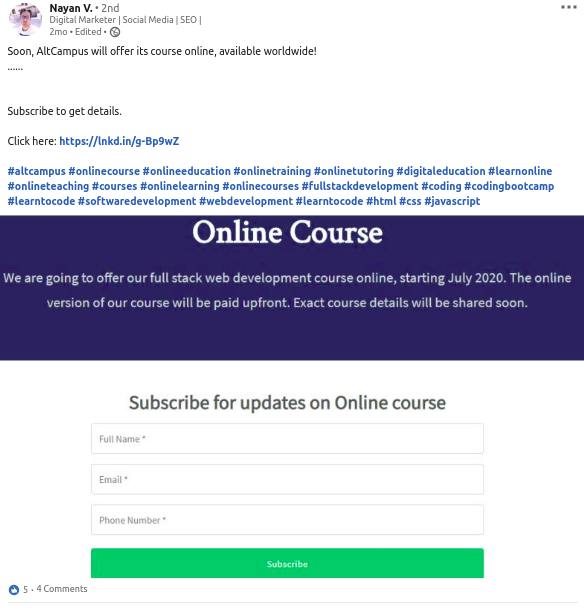 Nayan V. • 2nd
Digital Marketer | Social Media | SEO |
2mo • Edited •
Soon, AltCampus will offer its course online, available worldwide!
......
Subscribe to get details.
Click here: https://lnkd.in/g-Bp9wZ
#altcampus #onlinecourse #onlineeducation #onlinetraining #onlinetutoring #digitaleducation #learnonline
#onlineteaching #courses #onlinelearning #onlinecourses #fullstackdevelopment #coding #codingbootcamp
#learntocode #softwaredevelopment #webdevelopment #learntocode #html #css #javascript
Online Course
We are going to offer our full stack web development course online, starting July 2020. The online
version of our course will be paid upfront. Exact course details will be shared soon.
Subscribe for updates on Online course
Full Name *
Email *
Phone Number *
Subscribe
5 · 4 Comments